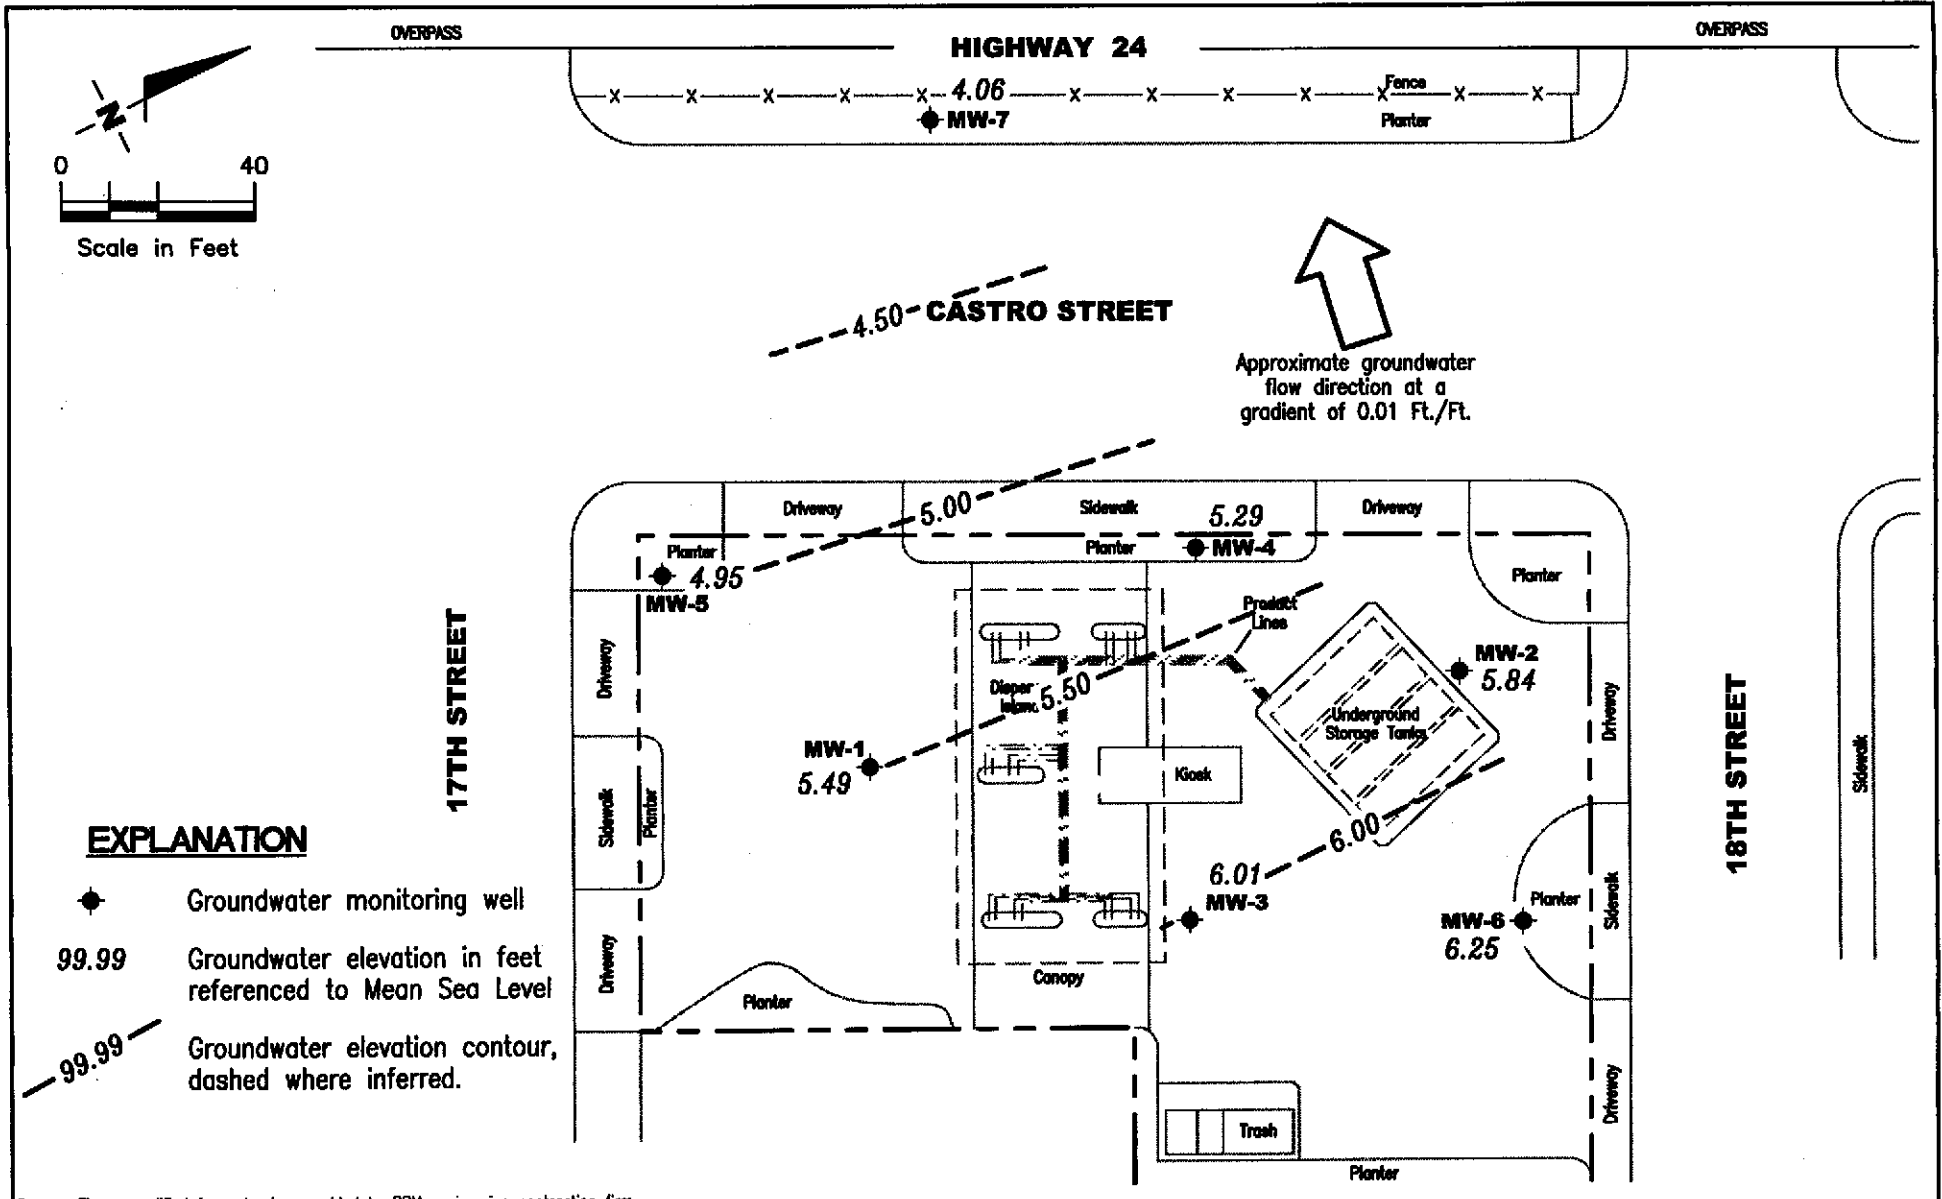 OVERPASS
HIGHWAY 24
OVERPASS
N
0 40
Scale in Feet
4.06
MW-7
Fence
Planter
4.50
CASTRO STREET
Approximate groundwater
flow direction at a
gradient of 0.01 Ft./Ft.
Driveway
5.00
Sidewalk
5.29
MW-4
Driveway
Planter
4.95
MW-5
Planter
Planter
Product
Lines
17TH STREET
Driveway
Sidewalk
Planter
Driveway
5.50
MW-1
5.49
Kiosk
Underground
Storage Tanks
MW-2
5.84
Driveway
18TH STREET
Sidewalk
6.00
6.01
MW-3
MW-6
6.25
Planter
Sidewalk
Driveway
Canopy
Planter
Trash
Planter
EXPLANATION
Groundwater monitoring well
99.99 Groundwater elevation in feet
referenced to Mean Sea Level
99.99 Groundwater elevation contour,
dashed where inferred.